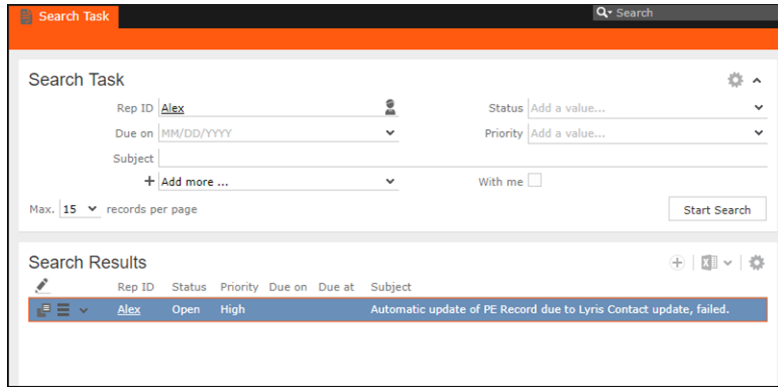 Search Task
Search
Search Task
Rep ID Alex Status Add a value...
Due on MM/DD/YYYY Priority Add a value...
Subject
+ Add more ... With me
Max. 15 records per page Start Search
Search Results
Rep ID Status Priority Due on Due at Subject
Alex Open High Automatic update of PE Record due to Lyris Contact update, failed.